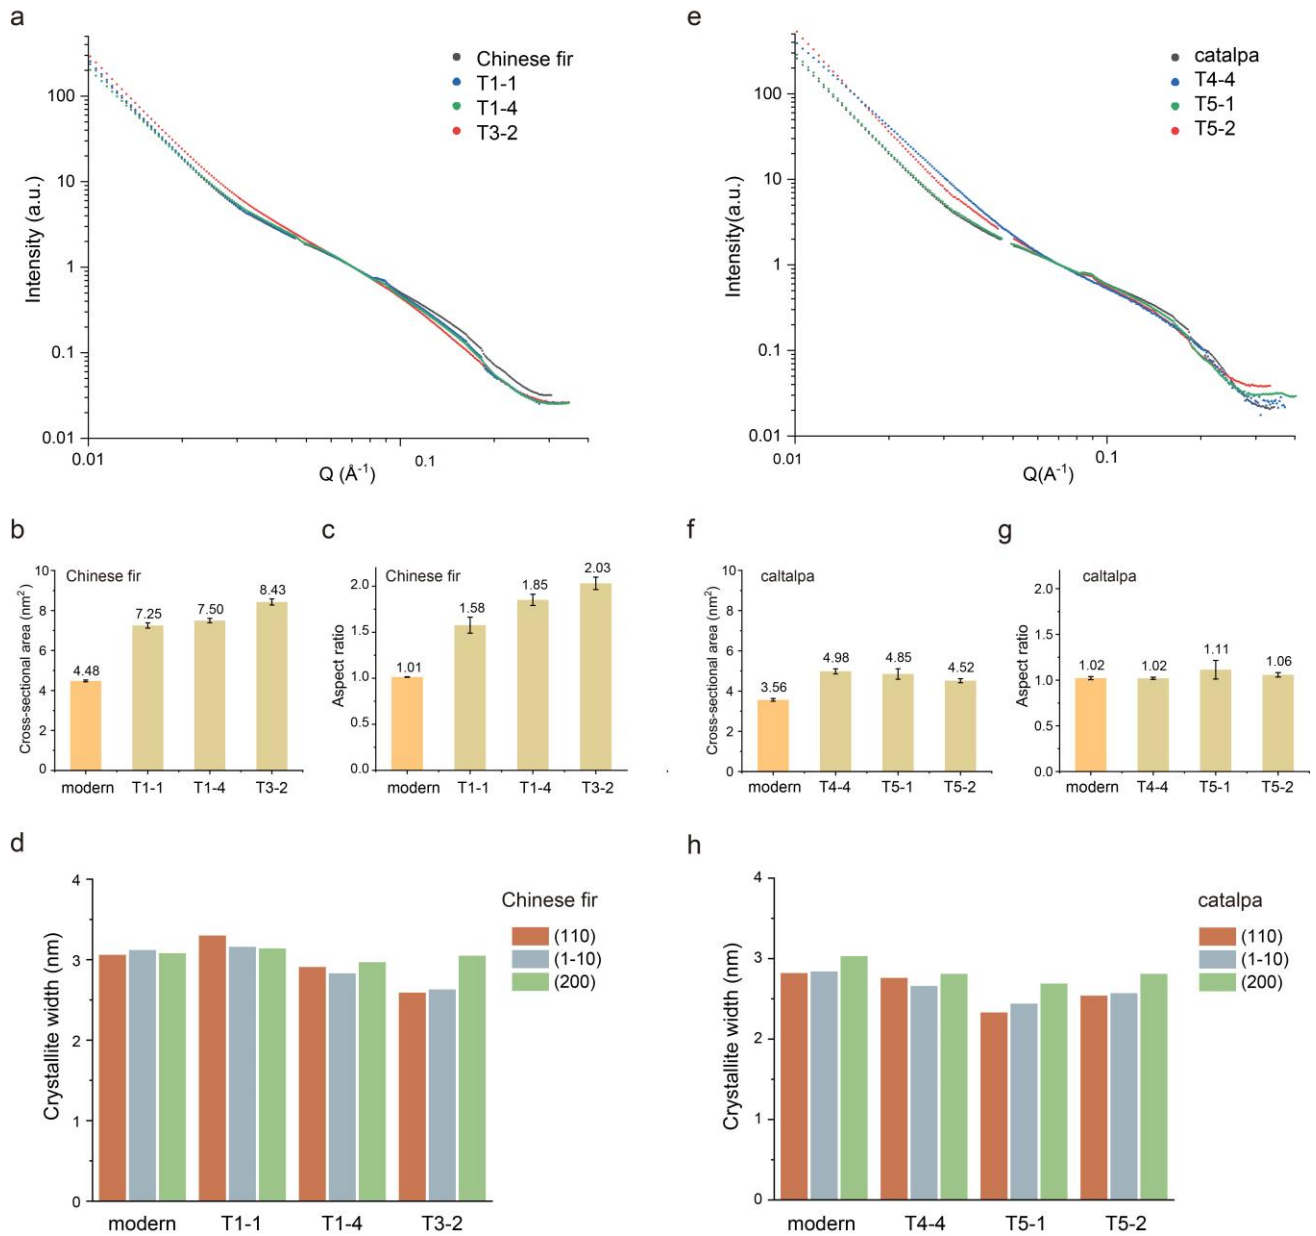 a
Chinese fir
T1-1
T1-4
T3-2
100
10
1
0.1
0.01
Intensity (a.u.)
0.01
0.1
Q (Å-1)
e
catalpa
T4-4
T5-1
T5-2
100
10
1
0.1
0.01
Intensity(a.u.)
0.01
0.1
Q(A-1)
b
Chinese fir
10
8
6
4
2
0
Cross-sectional area (nm2)
4.48
7.25
7.50
8.43
modern
T1-1
T1-4
T3-2
c
Chinese fir
2.0
1.5
1.0
0.5
0.0
Aspect ratio
1.01
1.58
1.85
2.03
modern
T1-1
T1-4
T3-2
f
caltalpa
10
8
6
4
2
0
Cross-sectional area (nm2)
3.56
4.98
4.85
4.52
modern
T4-4
T5-1
T5-2
g
caltalpa
2.0
1.5
1.0
0.5
0.0
Aspect ratio
1.02
1.02
1.11
1.06
modern
T4-4
T5-1
T5-2
d
4
3
2
1
0
Crystallite width (nm)
Chinese fir
(110)
(1-10)
(200)
modern
T1-1
T1-4
T3-2
h
4
3
2
1
0
Crystallite width (nm)
catalpa
(110)
(1-10)
(200)
modern
T4-4
T5-1
T5-2